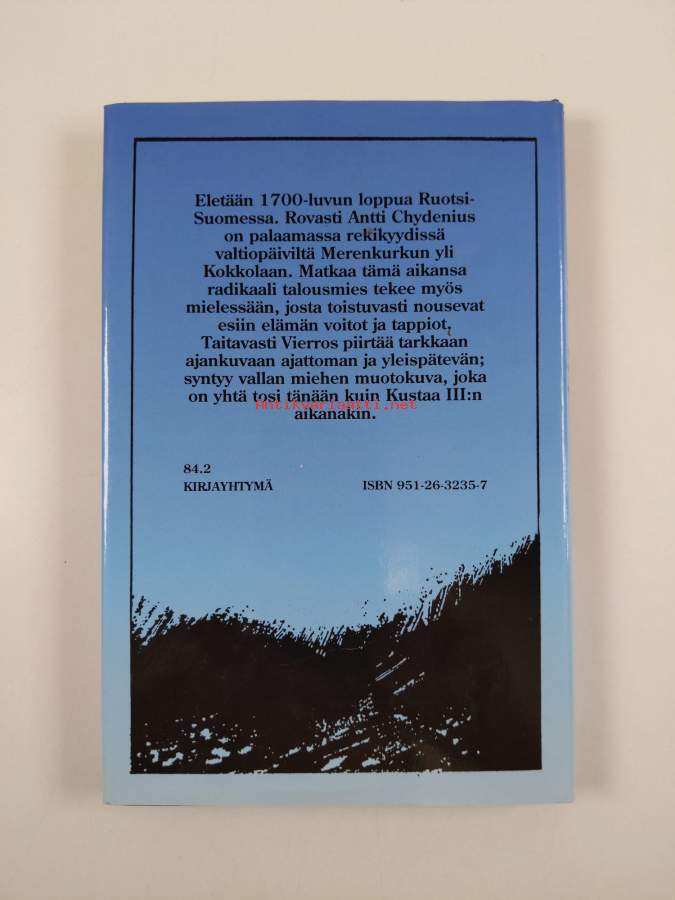 Eletään 1700-luvun loppua Ruotsi-
Suomessa. Rovasti Antti Chydenius
on palaamassa rekikyydissä
valtiopäiviltä Merenkurkun yli
Kokkolaan. Matkaa tämä aikansa
radikaali talousmies tekee myös
mielessään, josta toistuvasti nousevat
esiin elämän voitot ja tappiot.
Taitavasti Vierros piirtää tarkkaan
ajankuvaan ajattoman ja yleispätevän;
syntyy vallan miehen muotokuva, joka
on yhtä tosi tänään kuin Kustaa III:n
Antikvariaatti.net
aikanakin.
84.2
KIRJAYHTYMÄ ISBN 951-26-3235-7